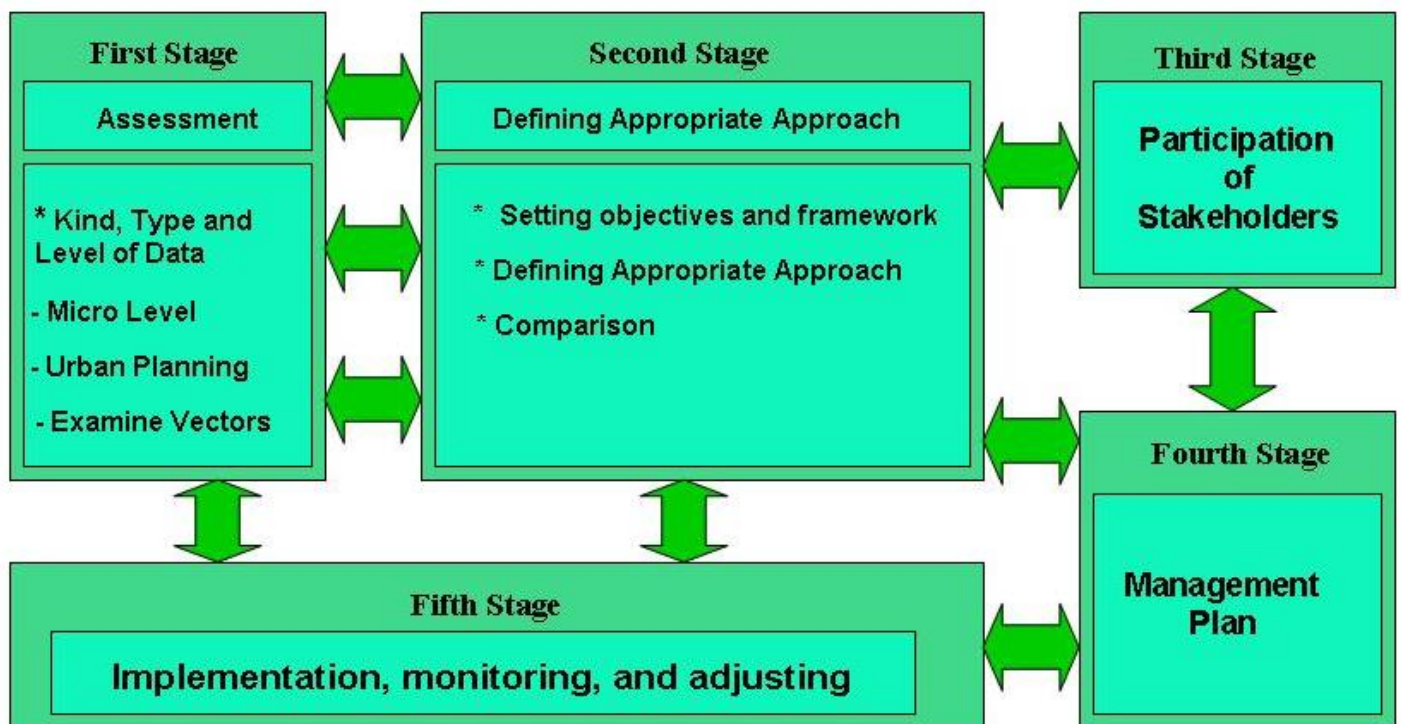 First Stage
Assessment
* Kind, Type and
Level of Data
- Micro Level
- Urban Planning
- Examine Vectors
Second Stage
Defining Appropriate Approach
* Setting objectives and framework
* Defining Appropriate Approach
* Comparison
Third Stage
Participation
of
Stakeholders
Fourth Stage
Management
Plan
Fifth Stage
Implementation, monitoring, and adjusting